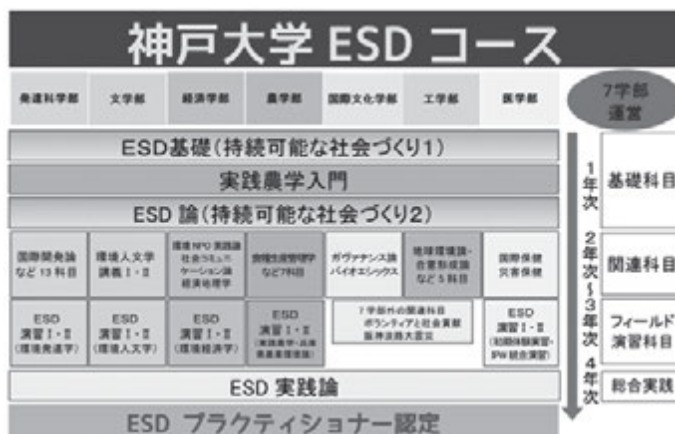 神戸大学 ESD コース
発達科学部
文学部
経済学部
農学部
国際文化学部
工学部
医学部
7学部
運営
ESD基礎(持続可能な社会づくり1)
実践農学入門
ESD 論(持続可能な社会づくり2)
国際開発論
など 13 科目
環境人文学
講義 I・II
環境 NPO 実践論
社会コミュニ
ケーション論
経済地理学
食糧生産管理学
など7科目
ガヴァナンス論
バイオエシックス
地球環境論・
合意形成論
など 5 科目
国際保健
災害保健
ESD
演習 I・II
(環境発達学)
ESD
演習 I・II
(環境人文学)
ESD
演習 I・II
(環境経済学)
ESD
演習 I・II
7学部外の関連科目
ボランティアと社会貢献
阪神淡路大震災
ESD
演習 I・II
(初期体験実習・
IPW 統合演習)
ESD 実践論
ESD プラクティショナー認定
1年次
2年次
~
3年次
4年次
基礎科目
関連科目
フィールド
演習科目
総合実践